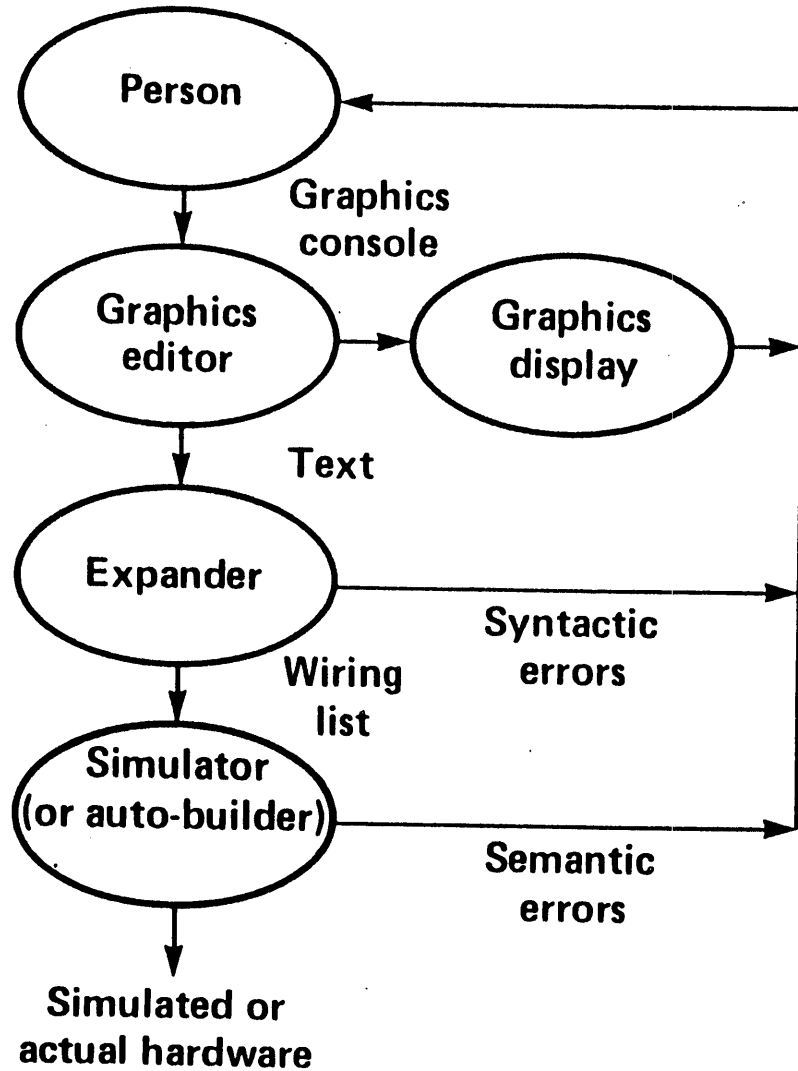 Person
Graphics
console
Graphics
editor
Graphics
display
Text
Expander
Syntactic
errors
Wiring
list
Simulator
(or auto-builder)
Semantic
errors
Simulated or
actual hardware